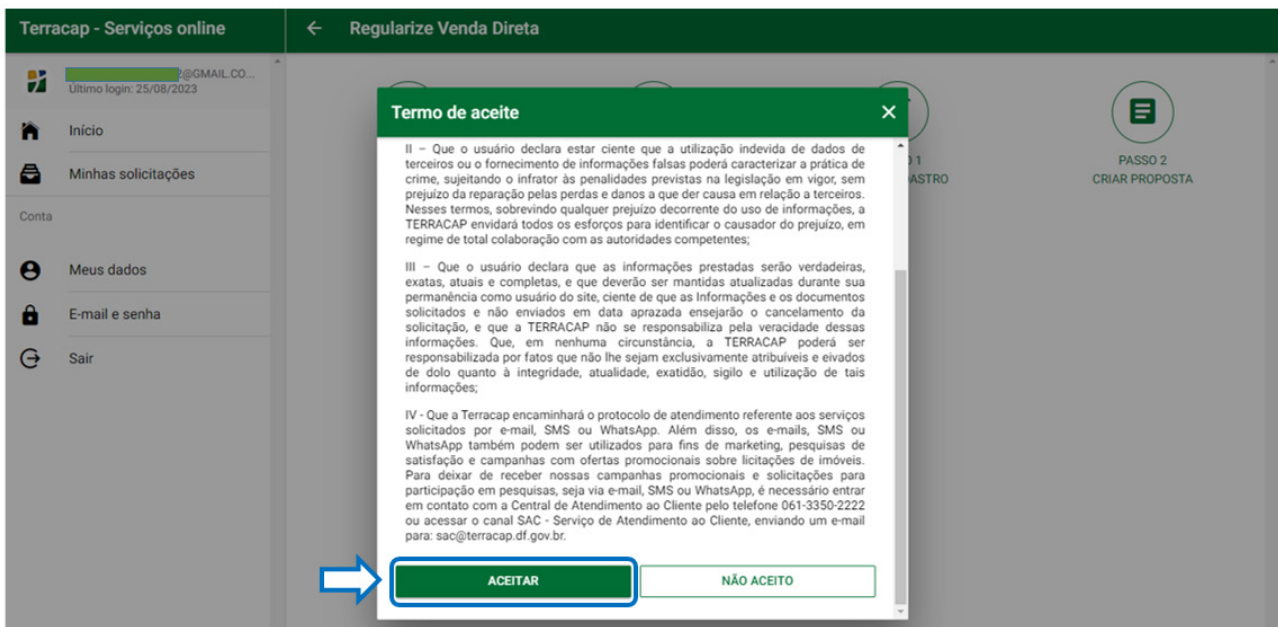 Terracap - Serviços online
← Regularize Venda Direta
2@GMAIL.CO...
Último login: 25/08/2023
Início
Minhas solicitações
Conta
Meus dados
E-mail e senha
Sair
O 1
DASTRO
PASSO 2
CRIAR PROPOSTA
Termo de aceite
II – Que o usuário declara estar ciente que a utilização indevida de dados de
terceiros ou o fornecimento de informações falsas poderá caracterizar a prática de
crime, sujeitando o infrator às penalidades previstas na legislação em vigor, sem
prejuízo da reparação pelas perdas e danos a que der causa em relação a terceiros.
Nesses termos, sobrevindo qualquer prejuízo decorrente do uso de informações, a
TERRACAP envidará todos os esforços para identificar o causador do prejuízo, em
regime de total colaboração com as autoridades competentes;
III – Que o usuário declara que as informações prestadas serão verdadeiras,
exatas, atuais e completas, e que deverão ser mantidas atualizadas durante sua
permanência como usuário do site, ciente de que as Informações e os documentos
solicitados e não enviados em data aprazada ensejarão o cancelamento da
solicitação, e que a TERRACAP não se responsabiliza pela veracidade dessas
informações. Que, em nenhuma circunstância, a TERRACAP poderá ser
responsabilizada por fatos que não lhe sejam exclusivamente atribuíveis e eivados
de dolo quanto à integridade, atualidade, exatidão, sigilo e utilização de tais
informações;
IV - Que a Terracap encaminhará o protocolo de atendimento referente aos serviços
solicitados por e-mail, SMS ou WhatsApp. Além disso, os e-mails, SMS ou
WhatsApp também podem ser utilizados para fins de marketing, pesquisas de
satisfação e campanhas com ofertas promocionais sobre licitações de imóveis.
Para deixar de receber nossas campanhas promocionais e solicitações para
participação em pesquisas, seja via e-mail, SMS ou WhatsApp, é necessário entrar
em contato com a Central de Atendimento ao Cliente pelo telefone 061-3350-2222
ou acessar o canal SAC - Serviço de Atendimento ao Cliente, enviando um e-mail
para: sac@terracap.df.gov.br.
ACEITAR
NÃO ACEITO